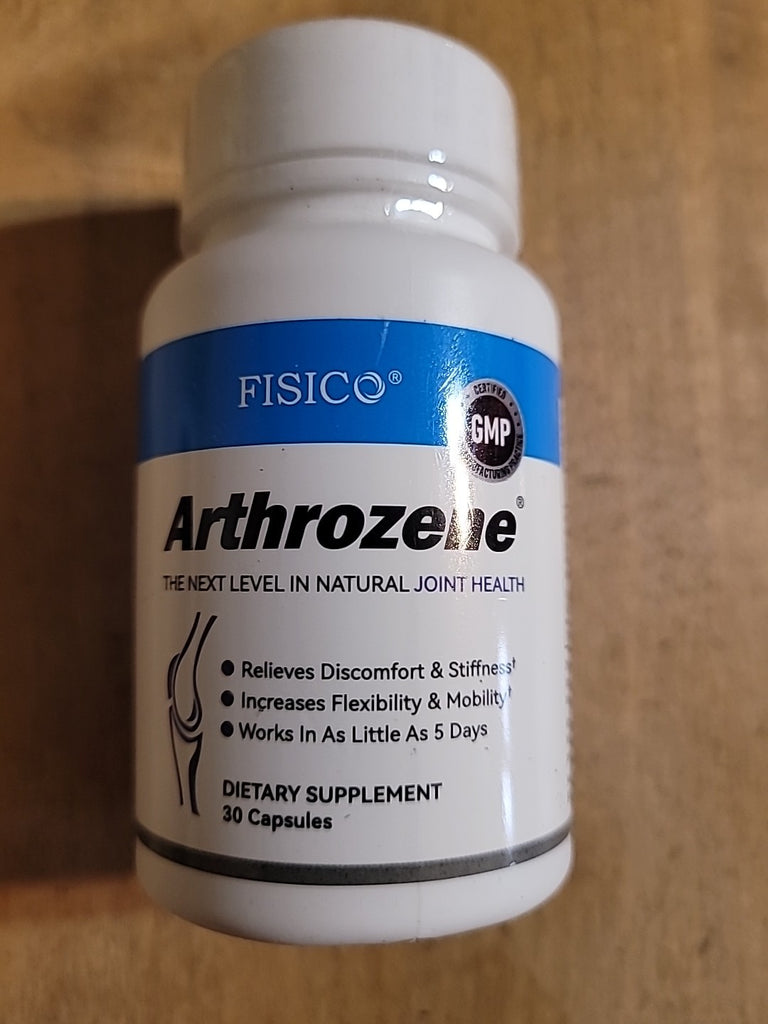 FISICO®
CERTIFIED
GMP
Arthrozene®
THE NEXT LEVEL IN NATURAL JOINT HEALTH
● Relieves Discomfort & Stiffness†
● Increases Flexibility & Mobility†
● Works In As Little As 5 Days
DIETARY SUPPLEMENT
30 Capsules